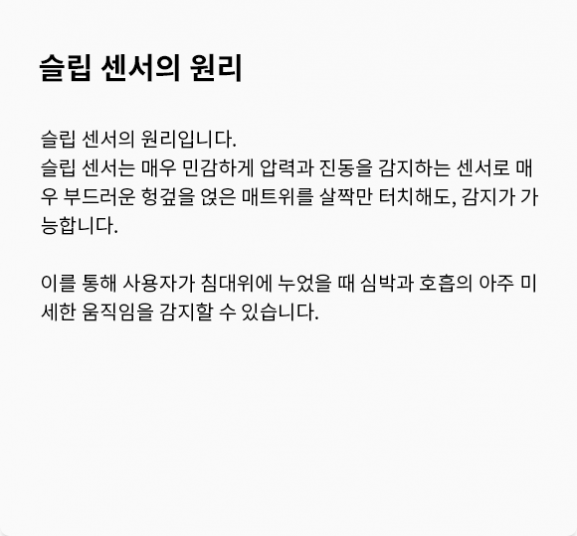 슬립 센서의 원리
슬립 센서의 원리입니다.
슬립 센서는 매우 민감하게 압력과 진동을 감지하는 센서로 매
우 부드러운 헝겊을 얹은 매트위를 살짝만 터치해도, 감지가 가
능합니다.
이를 통해 사용자가 침대위에 누었을 때 심박과 호흡의 아주 미
세한 움직임을 감지할 수 있습니다.